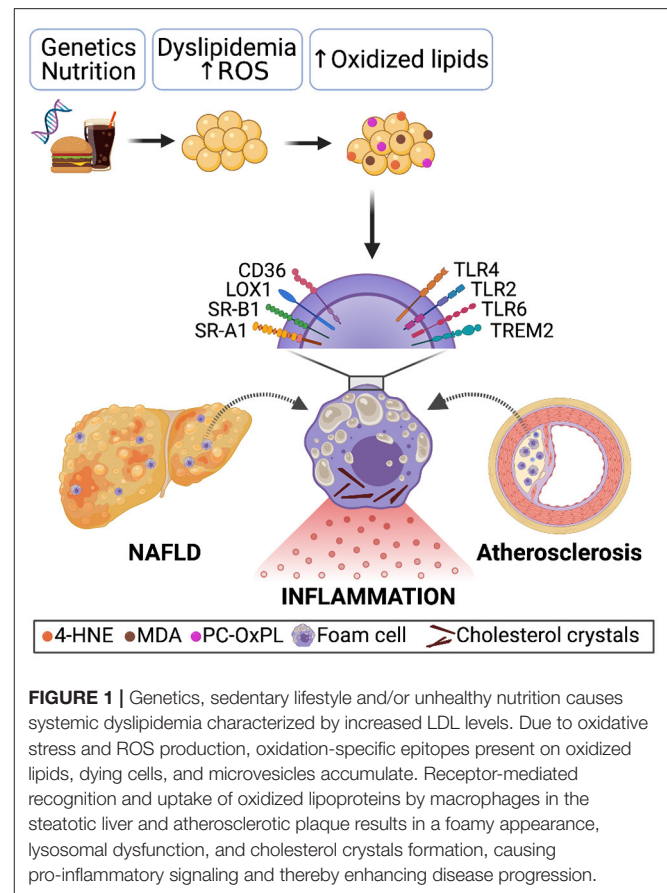 Genetics
Nutrition
Dyslipidemia
↑ROS
↑Oxidized lipids
CD36
LOX1
SR-B1
SR-A1
TLR4
TLR2
TLR6
TREM2
NAFLD
INFLAMMATION
Atherosclerosis
4-HNE MDA PC-OxPL Foam cell Cholesterol crystals
FIGURE 1 | Genetics, sedentary lifestyle and/or unhealthy nutrition causes
systemic dyslipidemia characterized by increased LDL levels. Due to oxidative
stress and ROS production, oxidation-specific epitopes present on oxidized
lipids, dying cells, and microvesicles accumulate. Receptor-mediated
recognition and uptake of oxidized lipoproteins by macrophages in the
steatotic liver and atherosclerotic plaque results in a foamy appearance,
lysosomal dysfunction, and cholesterol crystals formation, causing
pro-inflammatory signaling and thereby enhancing disease progression.